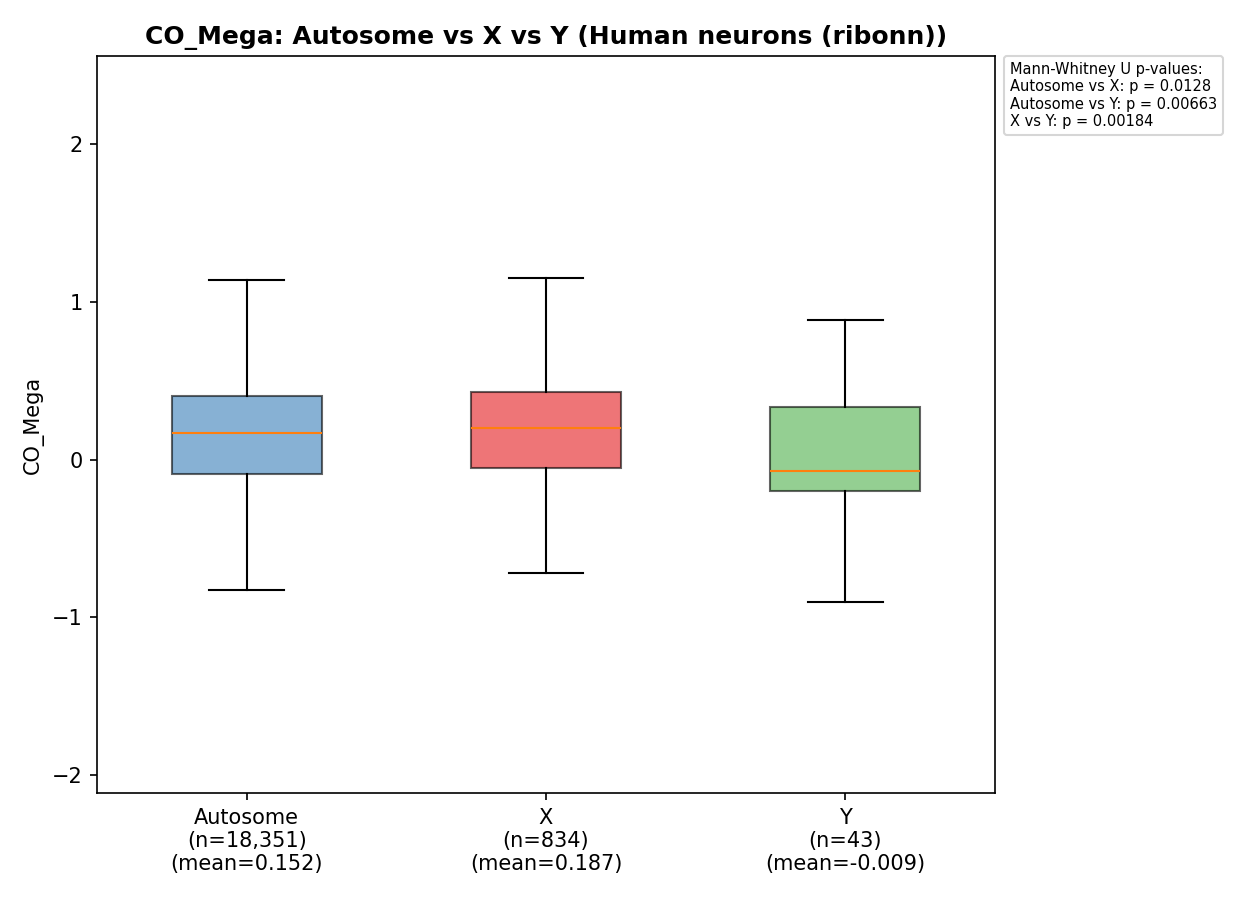 CO_Mega: Autosome vs X vs Y (Human neurons (ribonn))
Mann-Whitney U p-values:
Autosome vs X: p = 0.0128
Autosome vs Y: p = 0.00663
X vs Y: p = 0.00184
CO_Mega
2
1
0
−1
−2
Autosome
(n=18,351)
(mean=0.152)
X
(n=834)
(mean=0.187)
Y
(n=43)
(mean=-0.009)